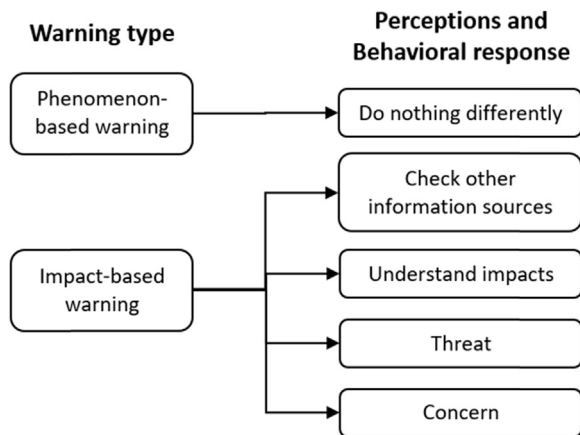 Warning type
Perceptions and
Behavioral response
Phenomenon-
based warning
Do nothing differently
Check other
information sources
Impact-based
warning
Understand impacts
Threat
Concern